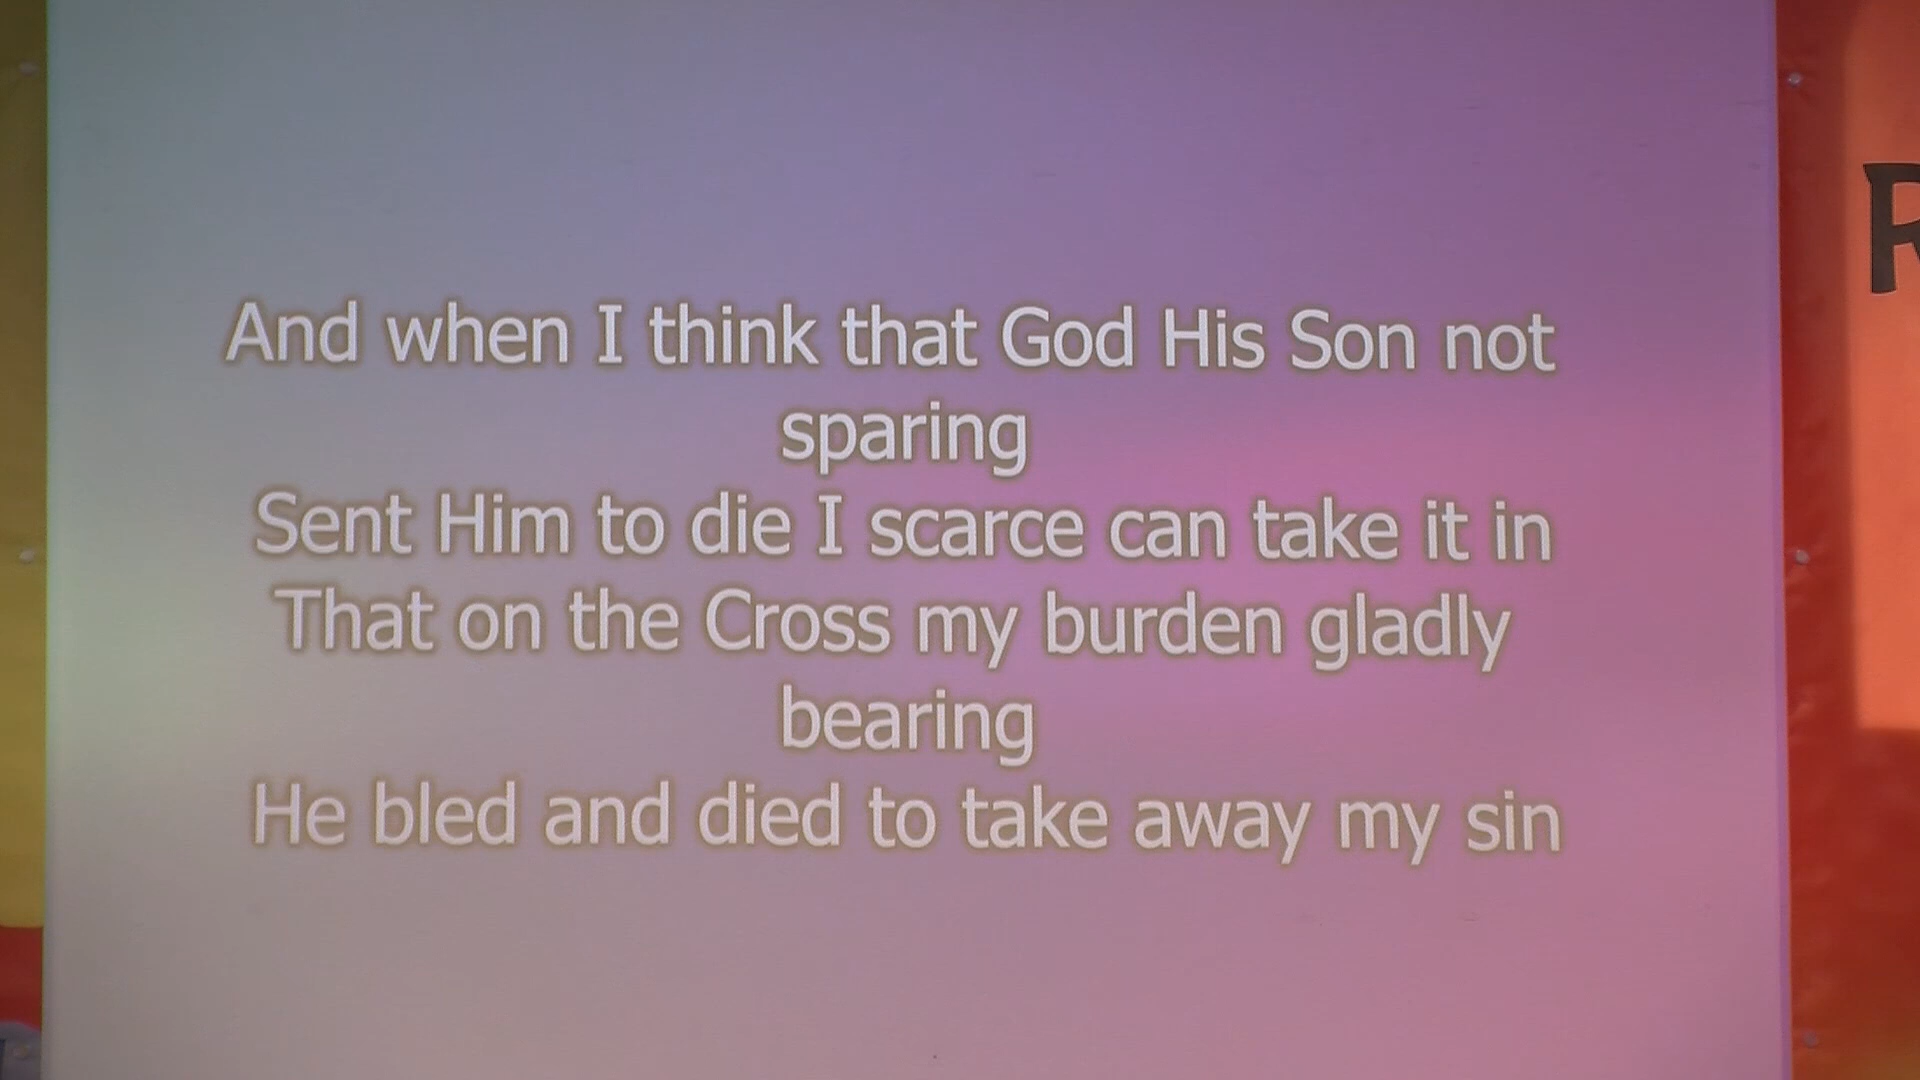 And when I think that God His Son not
sparing
Sent Him to die I scarce can take it in
That on the Cross my burden gladly
bearing
He bled and died to take away my sin
R